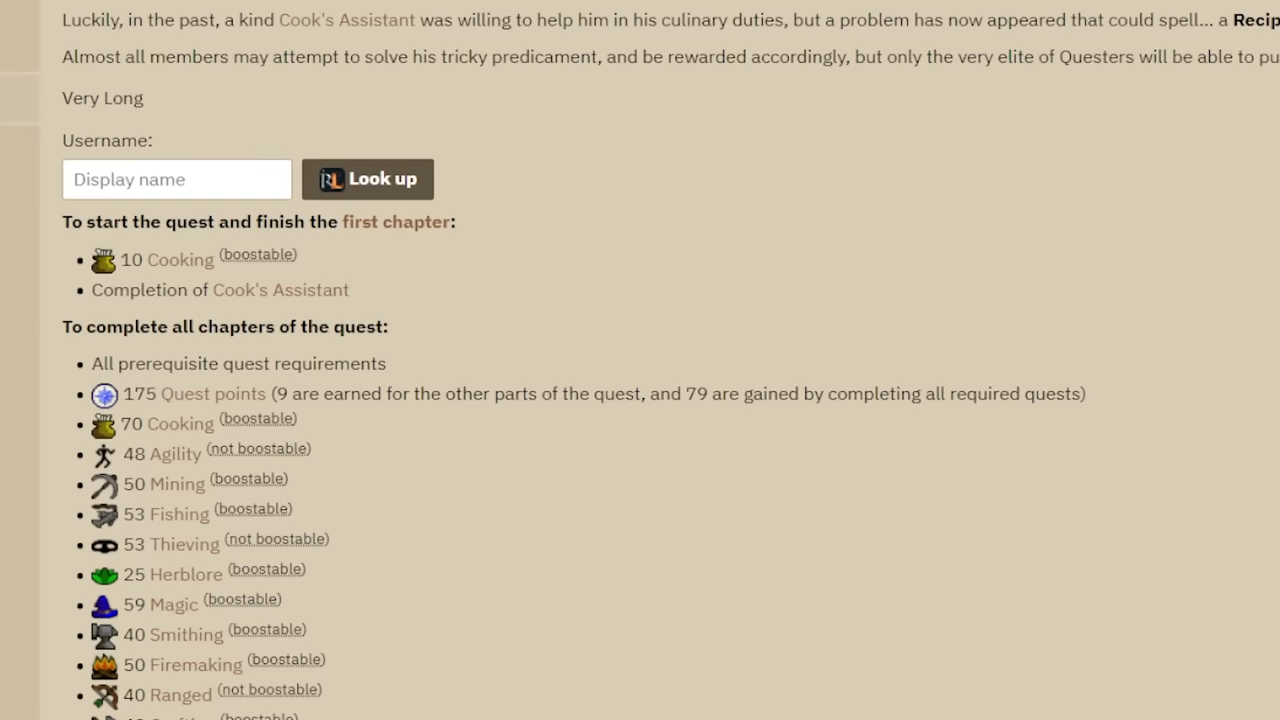 Luckily, in the past, a kind Cook's Assistant was willing to help him in his culinary duties, but a problem has now appeared that could spell... a
Almost all members may attempt to solve his tricky predicament, and be rewarded accordingly, but only the very elite of Questers will be able to
Very Long
Username:
Display name
Look up
To start the quest and finish the first chapter:
10 Cooking (boostable)
Completion of Cook's Assistant
To complete all chapters of the quest:
All prerequisite quest requirements
175 Quest points (9 are earned for the other parts of the quest, and 79 are gained by completing all required quests)
70 Cooking (boostable)
48 Agility (not boostable)
50 Mining (boostable)
53 Fishing (boostable)
53 Thieving (not boostable)
25 Herblore (boostable)
59 Magic (boostable)
40 Smithing (boostable)
50 Firemaking (boostable)
40 Ranged (not boostable)